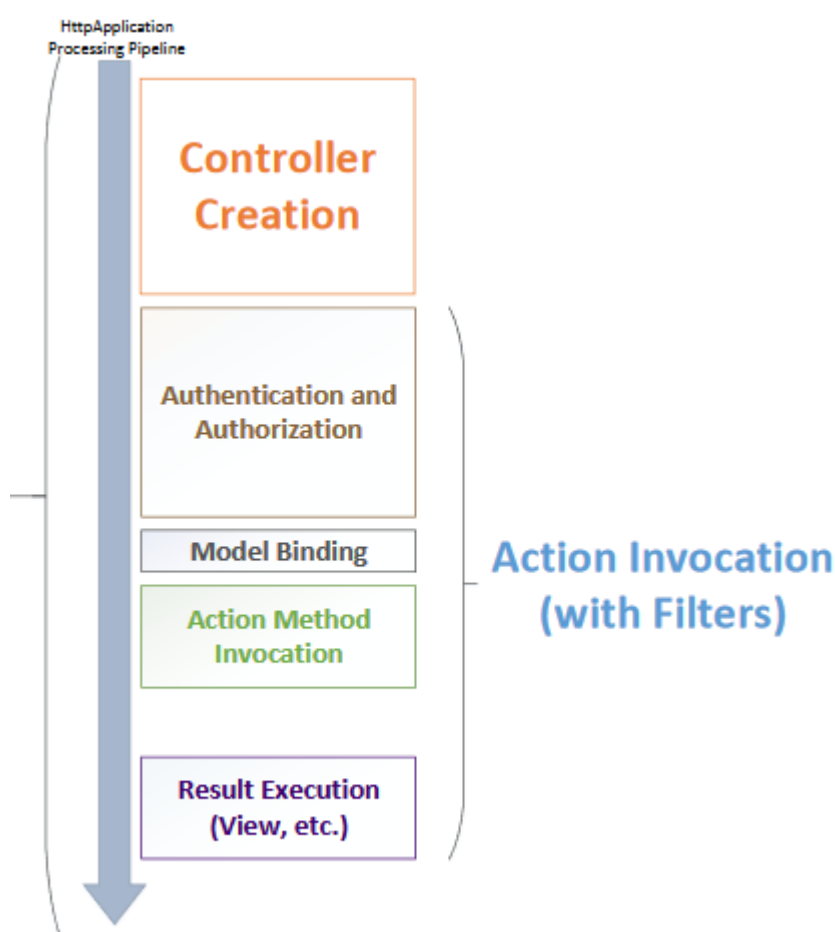 HttpApplication
Processing Pipeline
Controller
Creation
Authentication and
Authorization
Model Binding
Action Method
Invocation
Action Invocation
(with Filters)
Result Execution
(View, etc.)